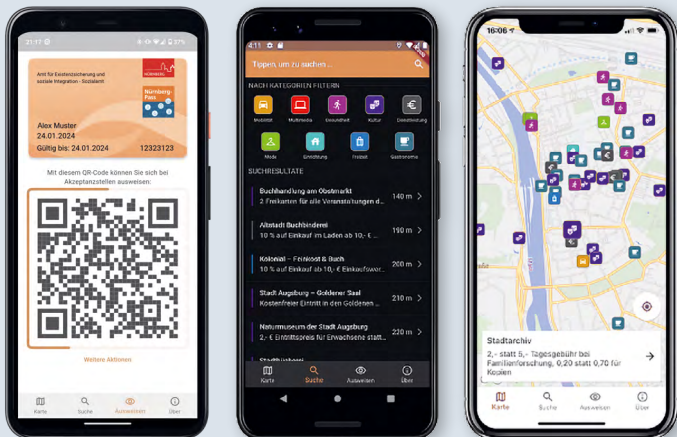 21:17
57%
NÜRNBERG
Amt für Existenzsicherung und
soziale Integration - Sozialamt
Nürnberg-
Pass
Alex Muster
24.01.2024
Gültig bis: 24.01.2024 12323123
Mit diesem QR-Code können Sie sich bei
Akzeptanzstellen ausweisen:
Weitere Aktionen
Karte Suche Ausweisen Über
4:11
Tippen, um zu suchen ...
NACH KATEGORIEN FILTERN
Mobilität Multimedia Gesundheit Kultur Dienstleistung
Mode Einrichtung Freizeit Gastronomie
SUCHRESULTATE
Buchhandlung am Obstmarkt
2 Freikarten für alle Veranstaltungen d... 140 m
Altstadt Buchbinderei
10 % auf Einkauf im Laden ab 10,- € ... 190 m
Kolonial – Feinkost & Buch
10 % auf Einkauf ab 10,- € Einkaufswer... 200 m
Stadt Augsburg – Goldener Saal
Kostenfreier Eintritt in den Goldenen ... 210 m
Naturmuseum der Stadt Augsburg
2,- € Eintrittspreis für Erwachsene statt... 220 m
Karte Suche Ausweisen Über
16:06
Stadtarchiv
2,- statt 5,- Tagesgebühr bei
Familienforschung, 0,20 statt 0,70 für
Kopien
Karte Suche Ausweisen Über